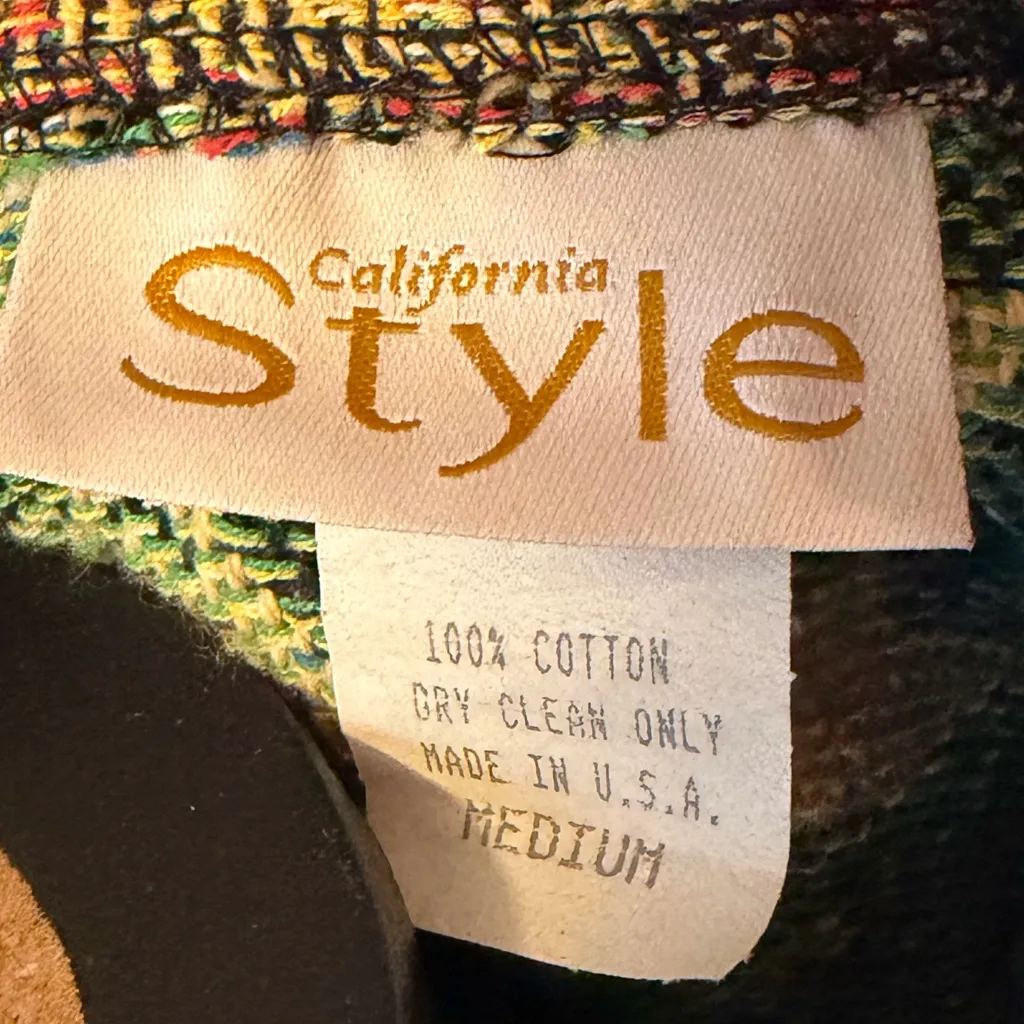 California
Style
100% COTTON
DRY CLEAN ONLY
MADE IN U.S.A.
MEDIUM